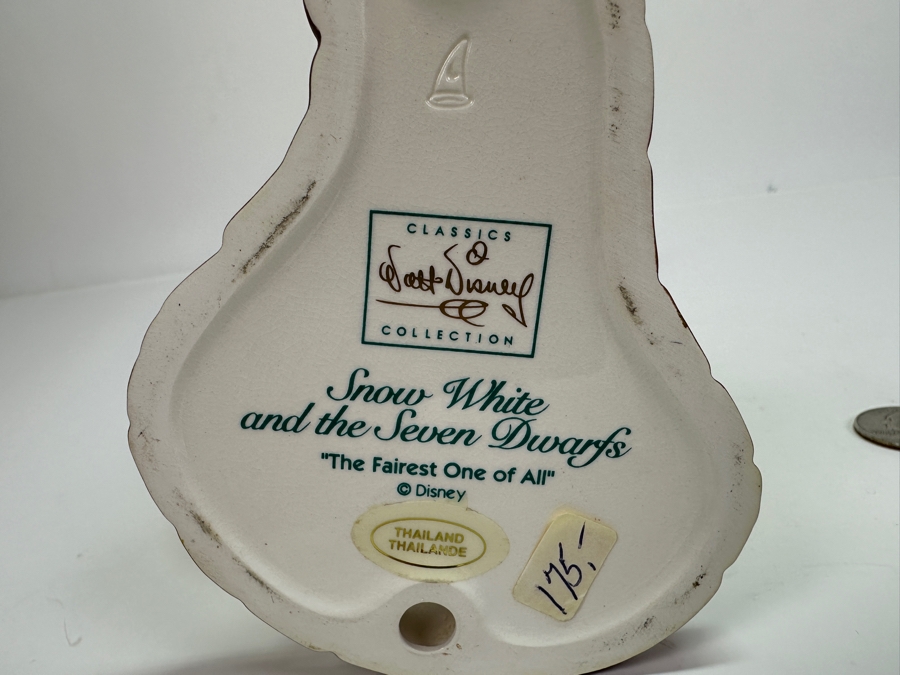 CLASSICS
Walt Disney
COLLECTION
Snow White
and the Seven Dwarfs
"The Fairest One of All"
© Disney
THAILAND
THAILANDE
175.-